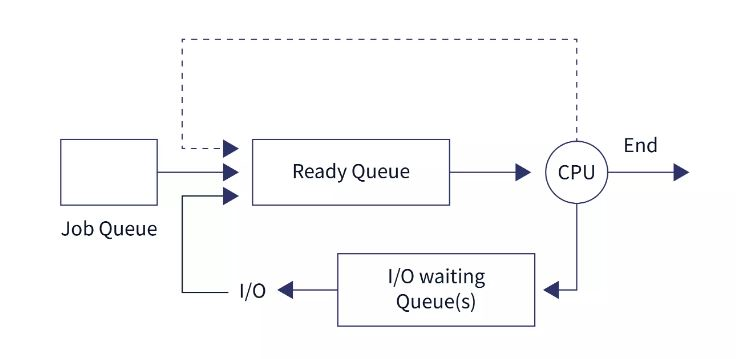 End
Ready Queue
CPU
Job Queue
I/O waiting
Queue(s)
I/O